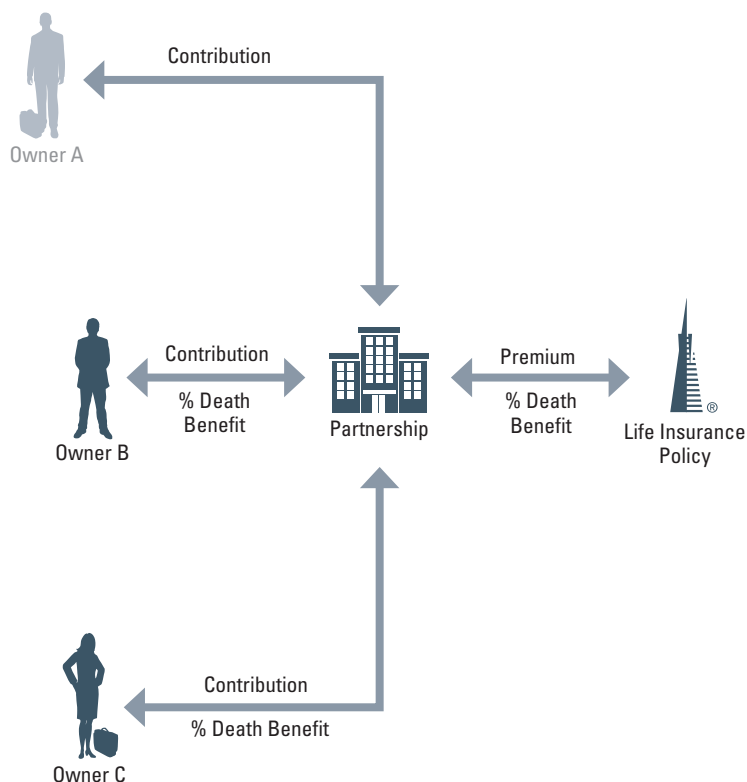 Contribution
Owner A
Contribution
% Death
Benefit
Owner B
Partnership
Premium
% Death
Benefit
®
Life Insurance
Policy
Contribution
% Death Benefit
Owner C